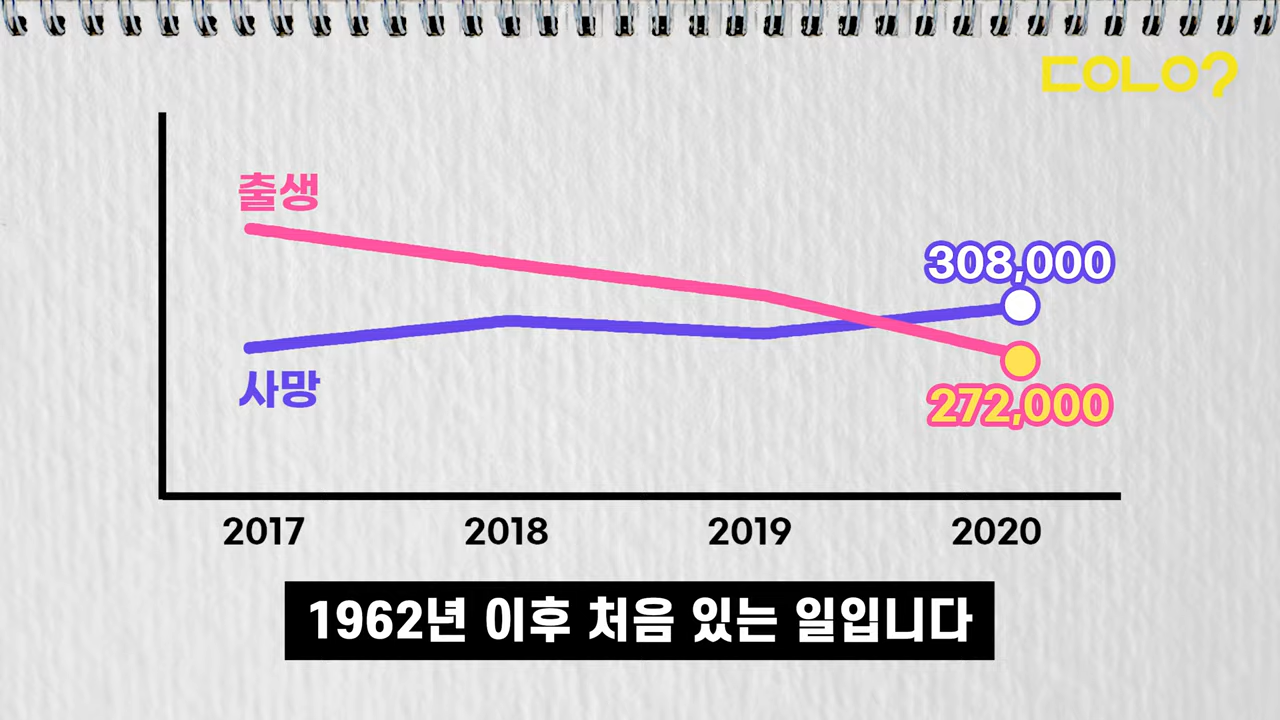 ㄷoLo?
출생
308,000
사망
272,000
2017 2018 2019 2020
1962년 이후 처음 있는 일입니다